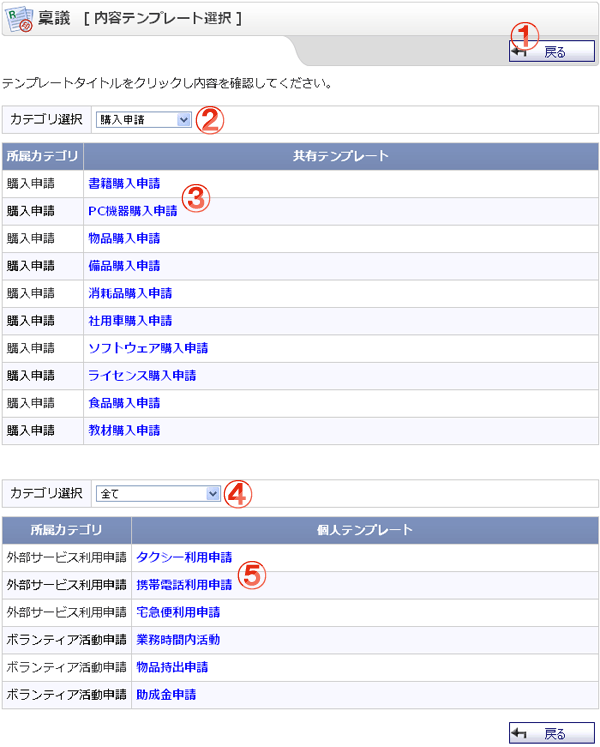 稟議 [ 内容テンプレート選択 ]
① 戻る
テンプレートタイトルをクリックし内容を確認してください。
カテゴリ選択 購入申請 ②
所属カテゴリ 共有テンプレート
購入申請 書籍購入申請
③
購入申請 PC機器購入申請
購入申請 物品購入申請
購入申請 備品購入申請
購入申請 消耗品購入申請
購入申請 社用車購入申請
購入申請 ソフトウェア購入申請
購入申請 ライセンス購入申請
購入申請 食品購入申請
購入申請 教材購入申請
カテゴリ選択 全て ④
所属カテゴリ 個人テンプレート
外部サービス利用申請 タクシー利用申請
⑤
外部サービス利用申請 携帯電話利用申請
外部サービス利用申請 宅急便利用申請
ボランティア活動申請 業務時間内活動
ボランティア活動申請 物品持出申請
ボランティア活動申請 助成金申請
戻る